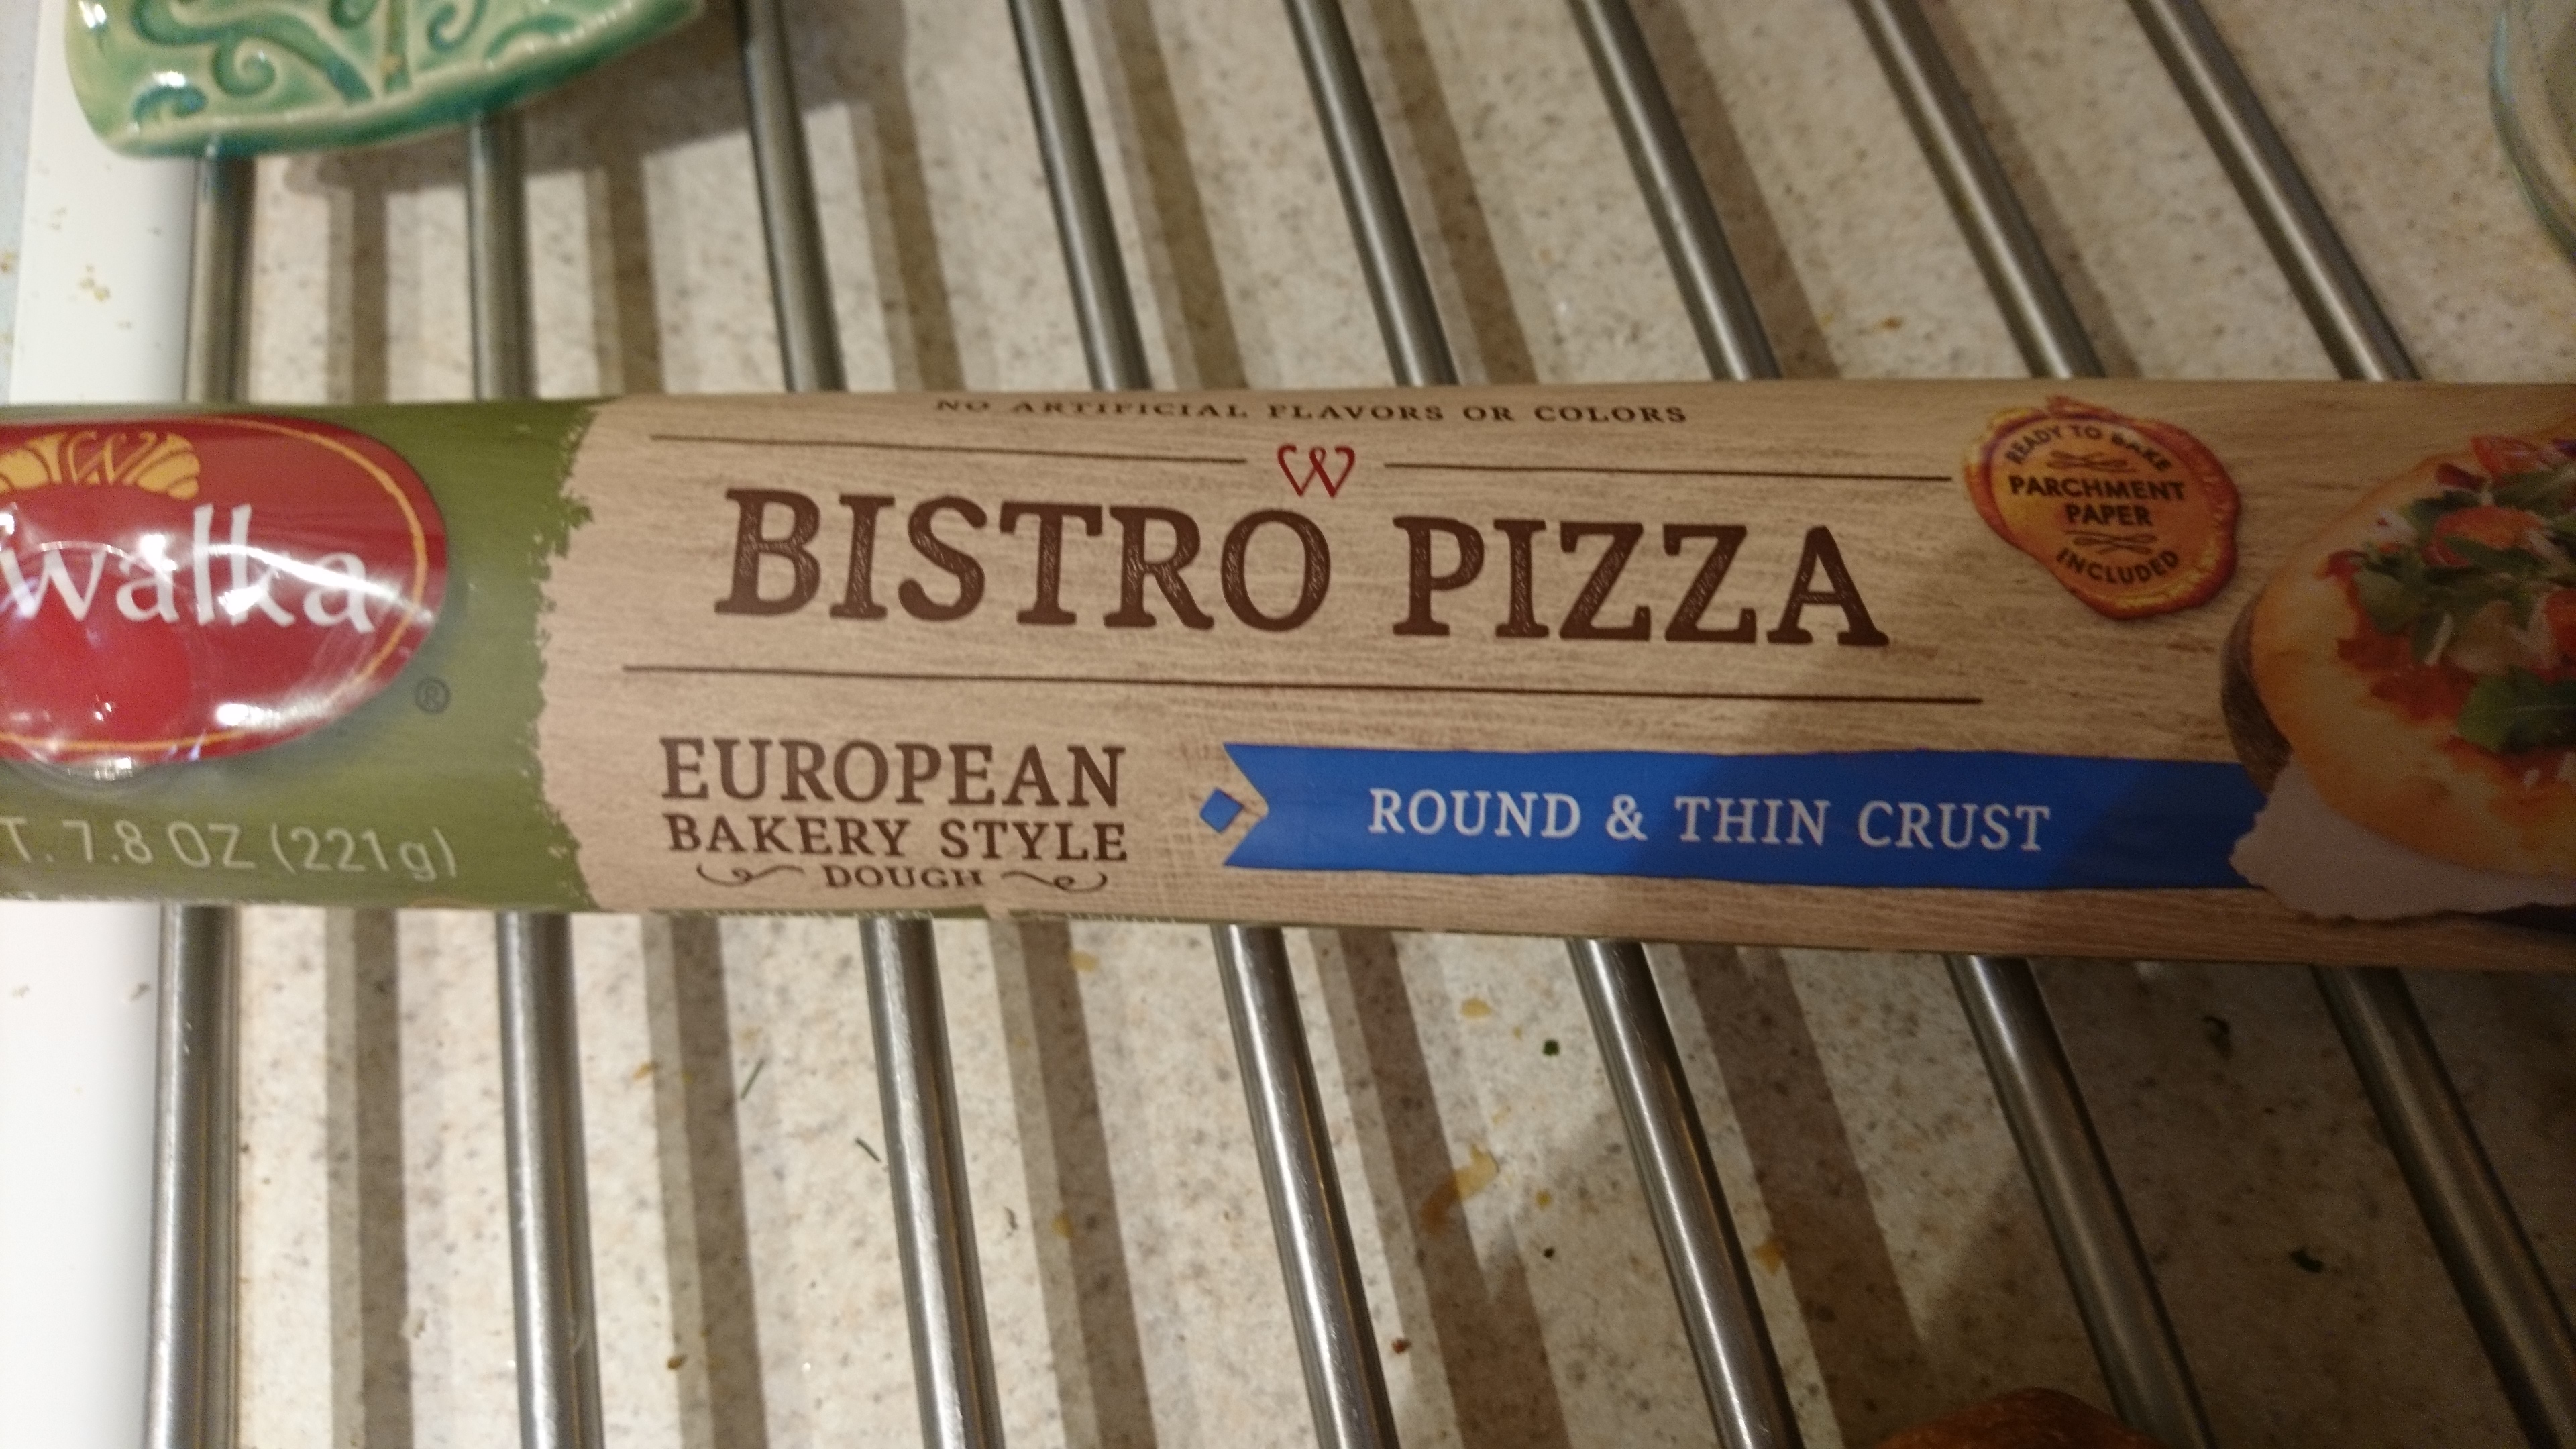 NO ARTIFICIAL FLAVORS OR COLORS
W
BISTRO PIZZA
READY TO BAKE
PARCHMENT
PAPER
INCLUDED
W
walka
®
EUROPEAN
BAKERY STYLE
DOUGH
ROUND & THIN CRUST
T. 7.8 OZ (221g)